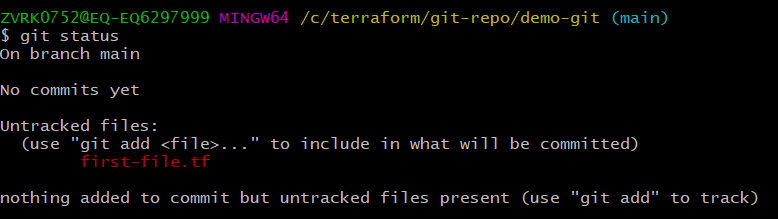 ZVRK0752@EQ-EQ6297999 MINGW64 /c/terraform/git-repo/demo-git (main)
$ git status
On branch main
No commits yet
Untracked files:
(use "git add <file>..." to include in what will be committed)
first-file.tf
nothing added to commit but untracked files present (use "git add" to track)